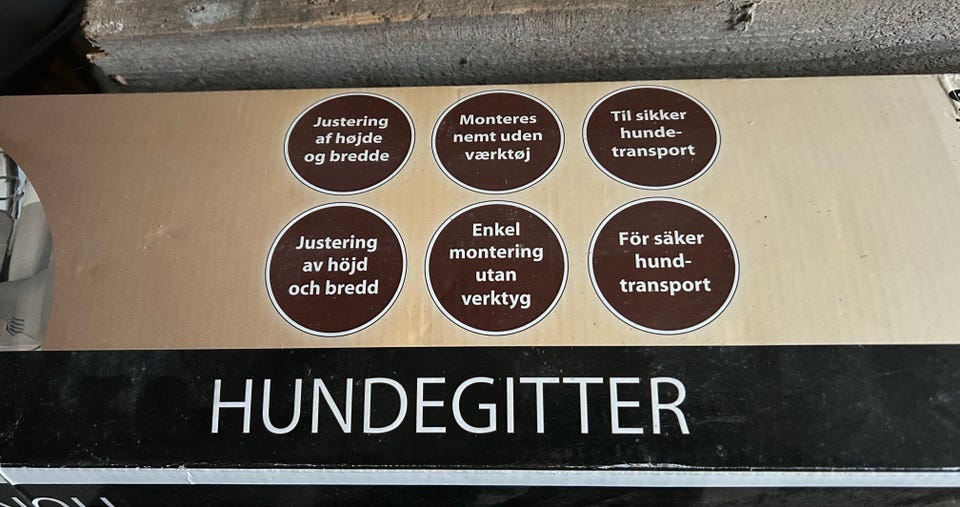 Justering
af højde
og bredde
Monteres
nemt uden
værktøj
Til sikker
hunde-
transport
Justering
av höjd
och bredd
Enkel
montering
utan
verktyg
För säker
hund-
transport
HUNDEGITTER